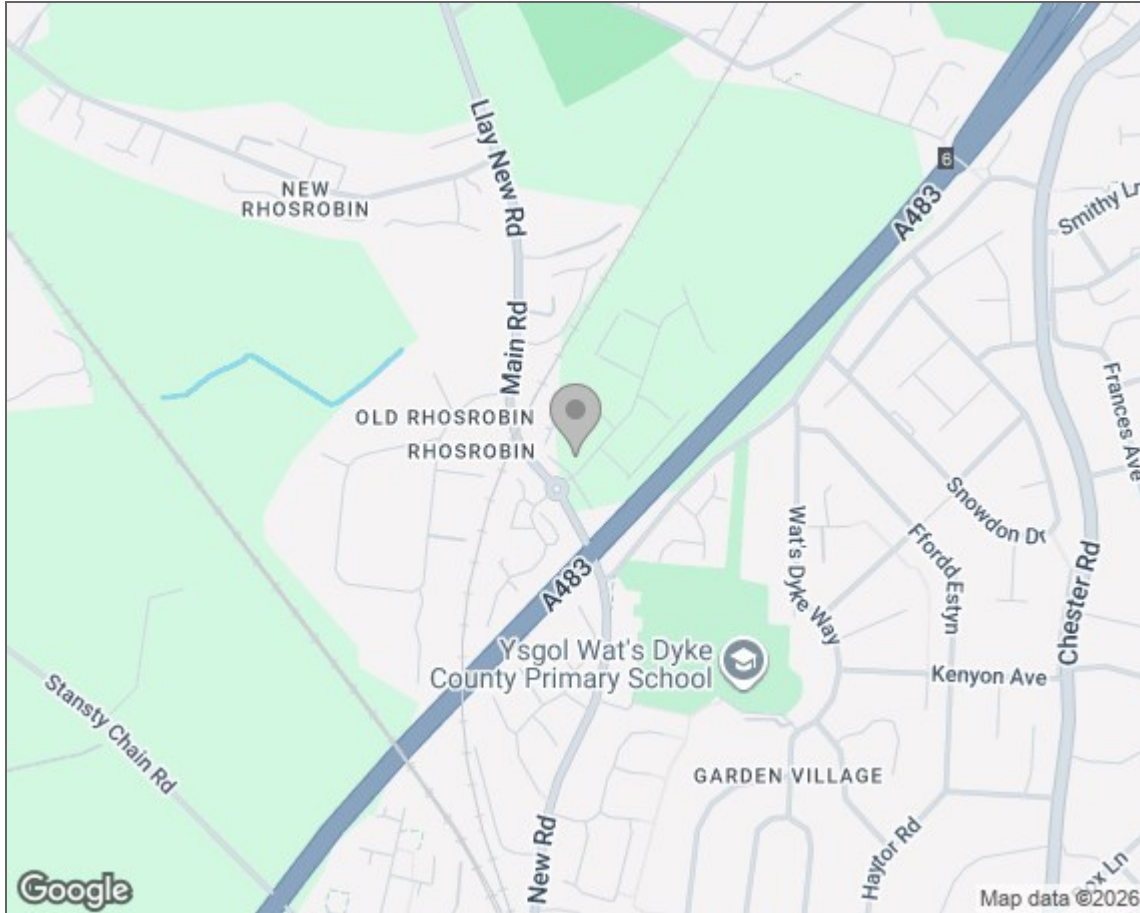 Llay New Rd
NEW
RHOSROBIN
6
A483
Smithy Ln
Main Rd
OLD RHOSROBIN
RHOSROBIN
Frances Ave
Snowdon Dr
Wat's Dyke Way
Ffordd Estyn
Chester Rd
A483
Ysgol Wat's Dyke
County Primary School
Kenyon Ave
Stansty Chain Rd
GARDEN VILLAGE
New Rd
Haytor Rd
Ln
Google
Map data ©2026